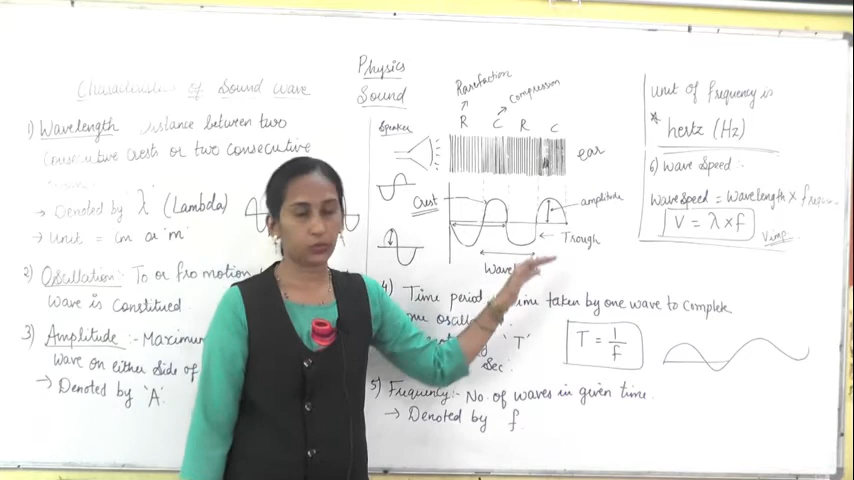 Physics
Characteristics of Sound wave
Sound
1) Wavelength Distance between two
consecutive crests or two consecutive
→ Denoted by λ (Lambda)
→ Unit = cm or 'm'
2) Oscillation:- To or fro motion
wave is constitued
3) Amplitude :- Maximum
wave on either side of
→ Denoted by 'A'.
Rarefaction
Compression
R C R C
Speaker
ear
Crest
amplitude
Trough
4) Time period time taken by one wave to complete
one
'T'
Sec.
T = 1/f
5) Frequency:- No. of waves in given time.
→ Denoted by f.
Unit of frequency is
* hertz (Hz)
6) Wave Speed :-
Wave Speed = Wavelength ×
V = λ × f
V.imp.